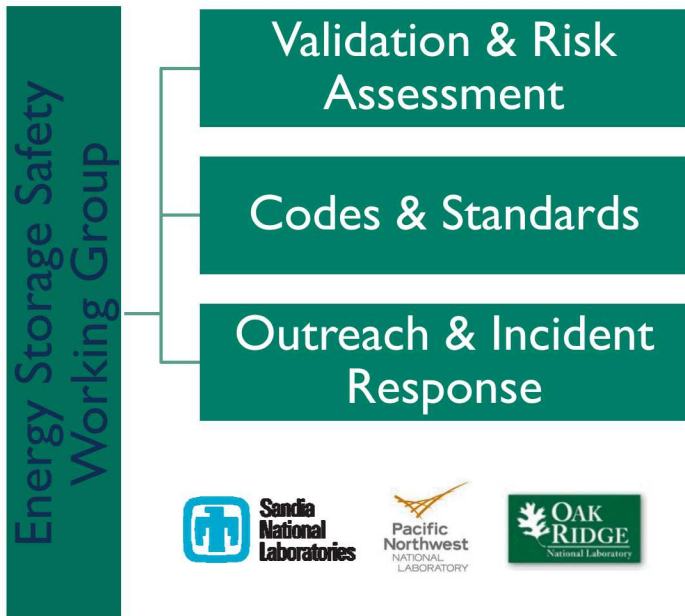 Energy Storage Safety
Working Group
Validation & Risk
Assessment
Codes & Standards
Outreach & Incident
Response
Sandia
National
Laboratories
Pacific
Northwest
NATIONAL
LABORATORY
OAK
RIDGE
National Laboratory